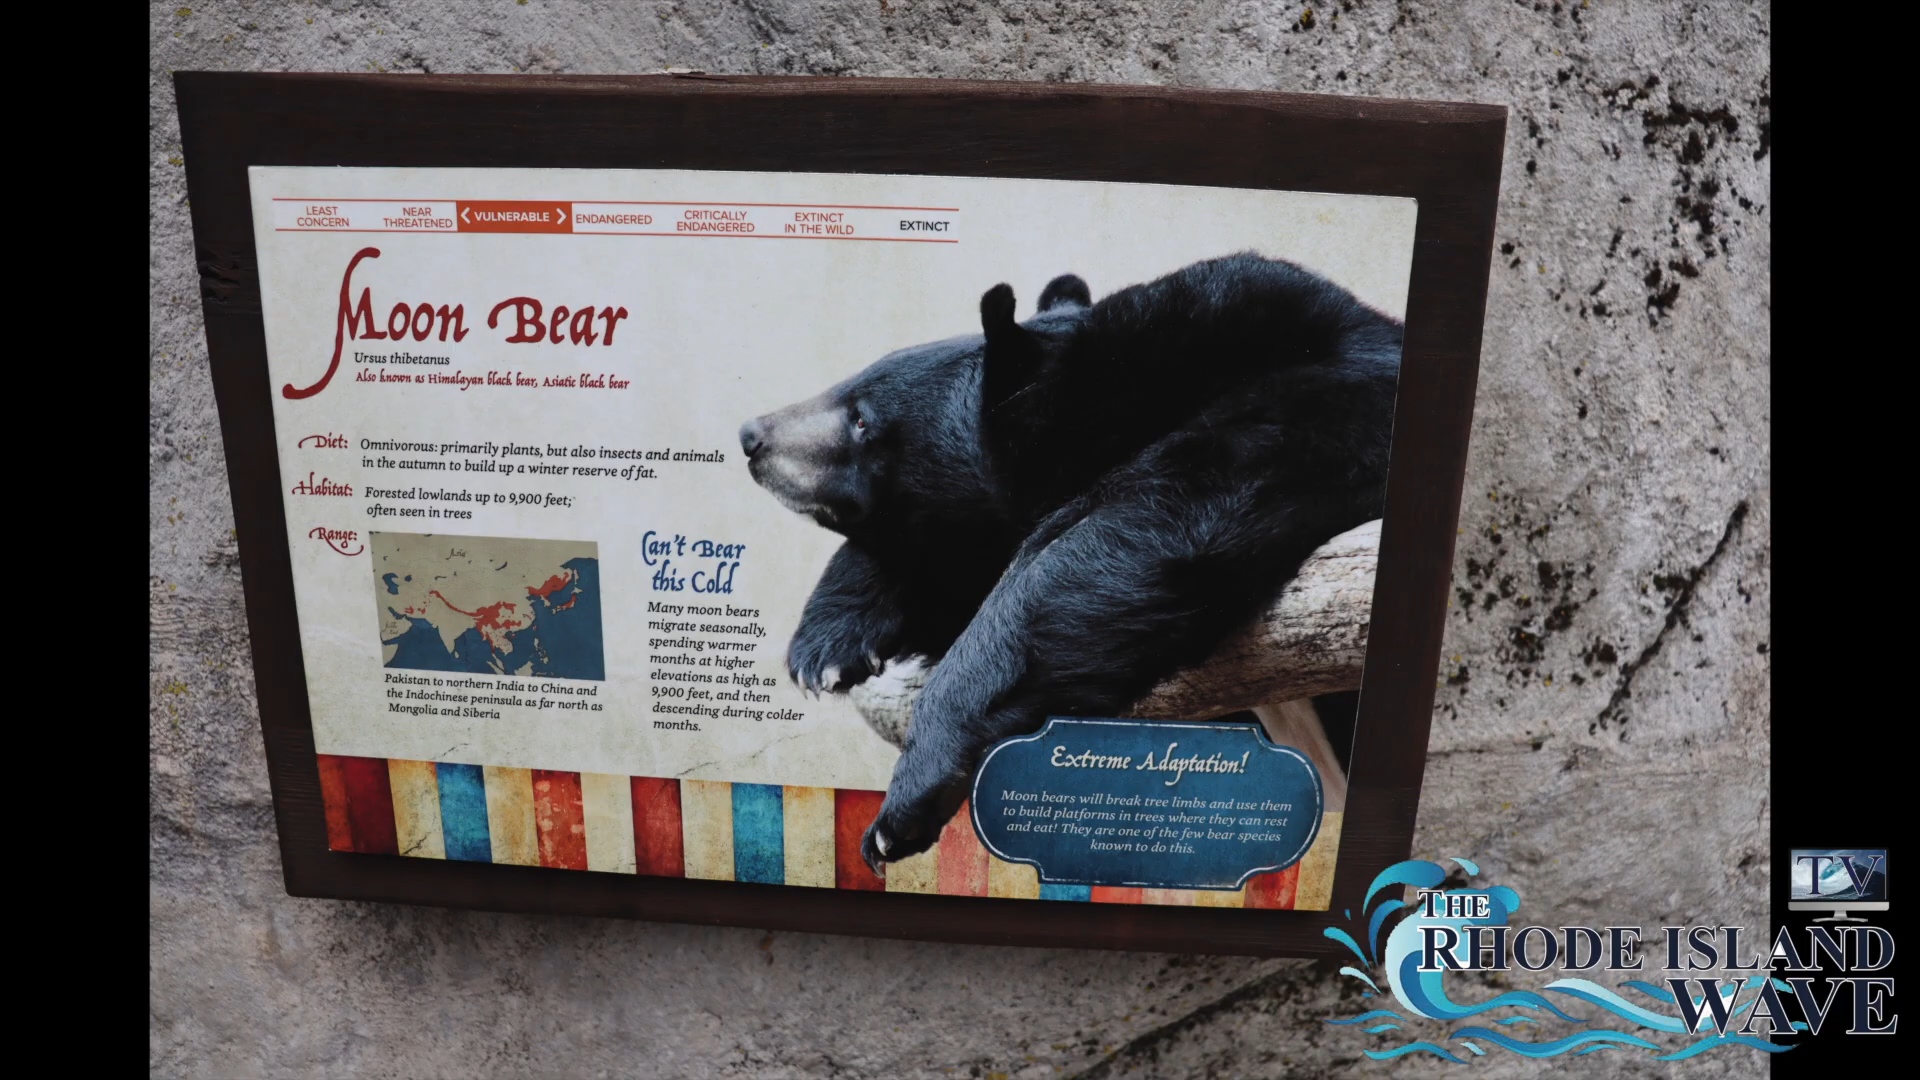 LEAST CONCERN
NEAR THREATENED
VULNERABLE
ENDANGERED
CRITICALLY ENDANGERED
EXTINCT IN THE WILD
EXTINCT
Moon Bear
Ursus thibetanus
Also known as Himalayan black bear, Asiatic black bear
Diet: Omnivorous: primarily plants, but also insects and animals
in the autumn to build up a winter reserve of fat.
Habitat: Forested lowlands up to 9,900 feet;
often seen in trees
Range:
Asia
Pakistan to northern India to China and
the Indochinese peninsula as far north as
Mongolia and Siberia
Can't Bear
this Cold
Many moon bears
migrate seasonally,
spending warmer
months at higher
elevations as high as
9,900 feet, and then
descending during colder
months.
Extreme Adaptation!
Moon bears will break tree limbs and use them
to build platforms in trees where they can rest
and eat! They are one of the few bear species
known to do this.
TV
THE
RHODE ISLAND
WAVE